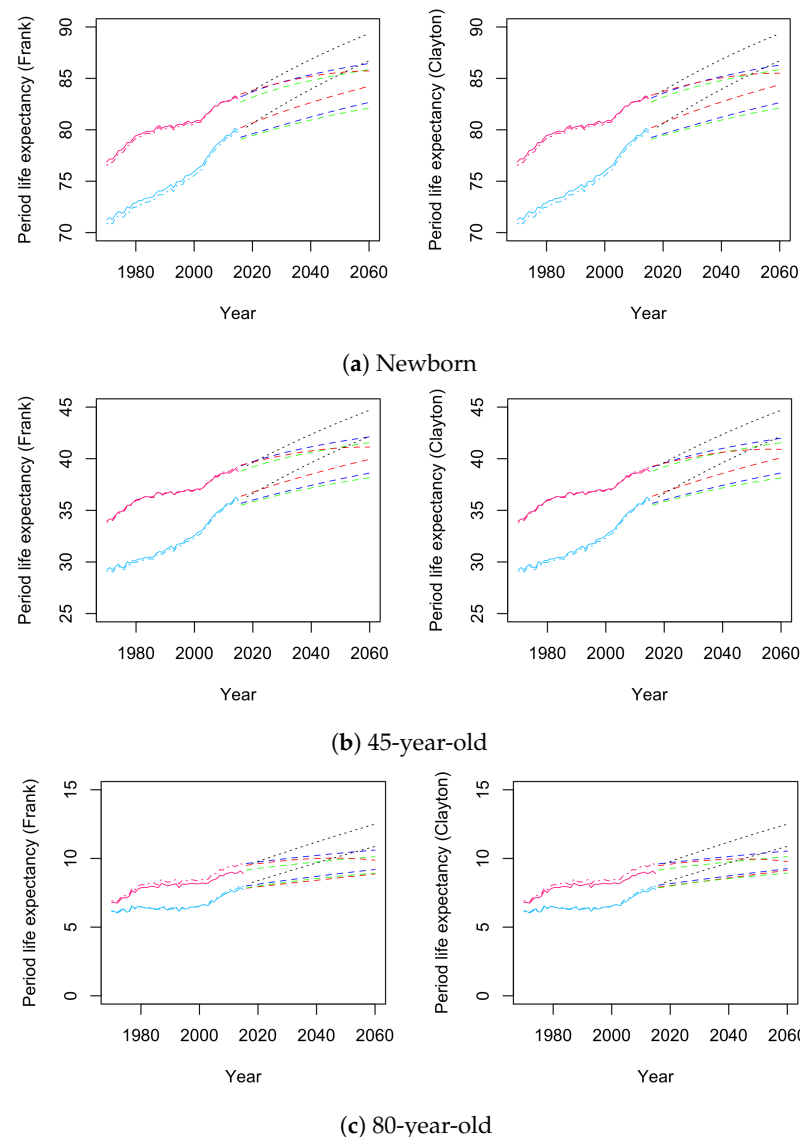 Period life expectancy (Frank)
90
85
80
75
70
1980 2000 2020 2040 2060
Year
Period life expectancy (Clayton)
90
85
80
75
70
1980 2000 2020 2040 2060
Year
(a) Newborn
Period life expectancy (Frank)
45
40
35
30
25
1980 2000 2020 2040 2060
Year
Period life expectancy (Clayton)
45
40
35
30
25
1980 2000 2020 2040 2060
Year
(b) 45-year-old
Period life expectancy (Frank)
15
10
5
0
1980 2000 2020 2040 2060
Year
Period life expectancy (Clayton)
15
10
5
0
1980 2000 2020 2040 2060
Year
(c) 80-year-old